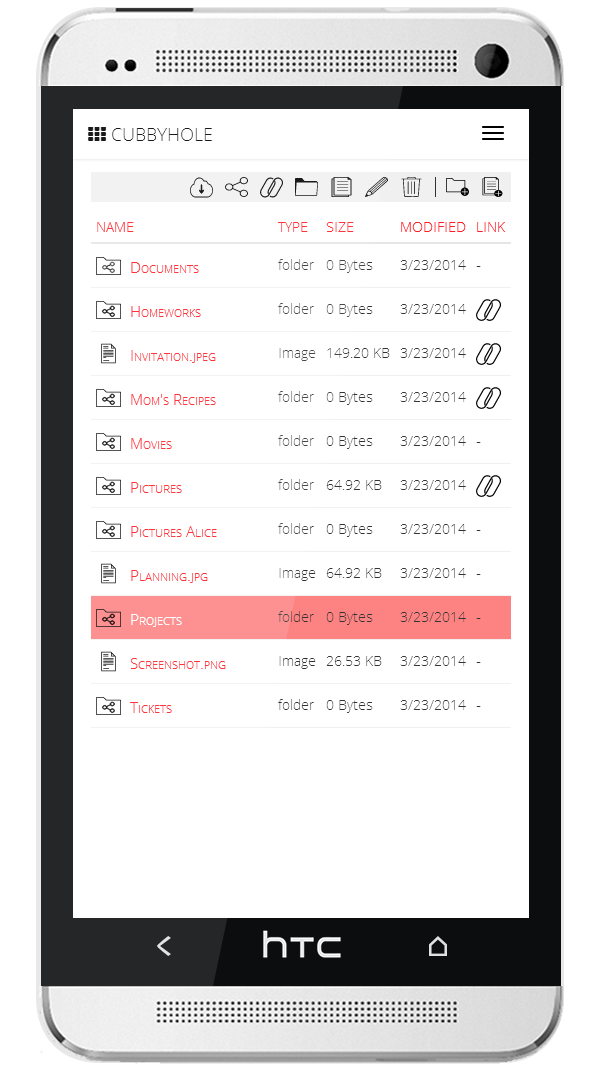 CUBBYHOLE
NAME TYPE SIZE MODIFIED LINK
Documents folder 0 Bytes 3/23/2014 -
Homeworks folder 0 Bytes 3/23/2014
Invitation.jpeg Image 149.20 KB 3/23/2014
Mom's Recipes folder 0 Bytes 3/23/2014
Movies folder 0 Bytes 3/23/2014 -
Pictures folder 64.92 KB 3/23/2014
Pictures Alice folder 0 Bytes 3/23/2014 -
Planning.jpg Image 64.92 KB 3/23/2014 -
Projects folder 0 Bytes 3/23/2014 -
Screenshot.png Image 26.53 KB 3/23/2014 -
Tickets folder 0 Bytes 3/23/2014 -
hTC